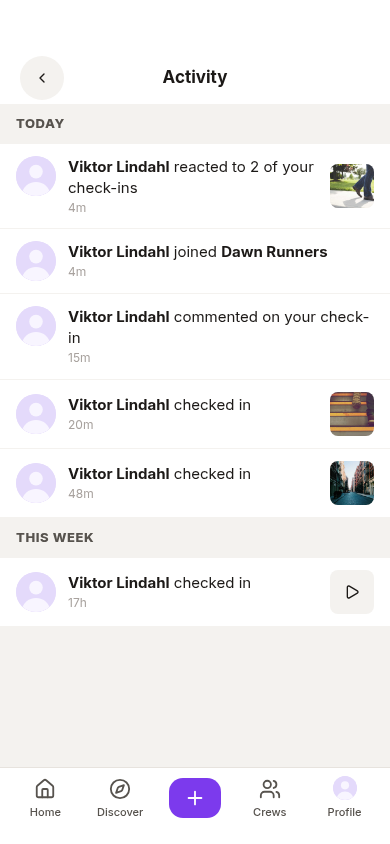 Activity
TODAY
Viktor Lindahl reacted to 2 of your
check-ins
4m
Viktor Lindahl joined Dawn Runners
4m
Viktor Lindahl commented on your check-
in
15m
Viktor Lindahl checked in
20m
Viktor Lindahl checked in
48m
THIS WEEK
Viktor Lindahl checked in
17h
Home
Discover
Crews
Profile